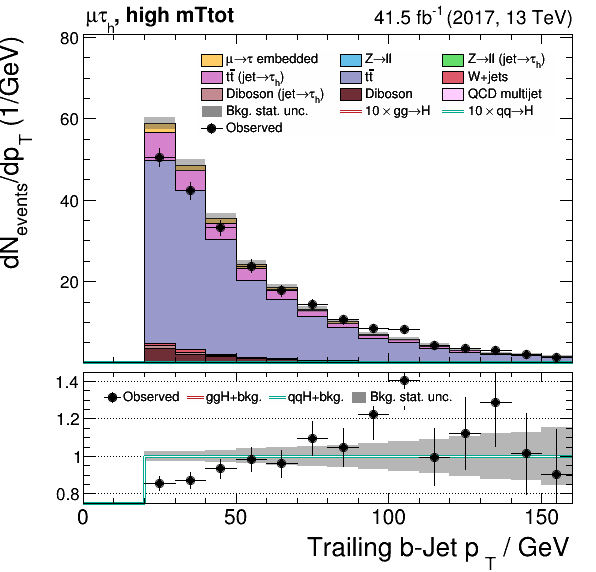 μτh, high mTtot 41.5 fb-1 (2017, 13 TeV)
dNevents/dpT (1/GeV)
80
60
40
20
μ→τ embedded Z→ll Z→ll (jet→τh)
tt̄ (jet→τh) tt̄ W+jets
Diboson (jet→τh) Diboson QCD multijet
Bkg. stat. unc. 10 × gg→H 10 × qq→H
Observed
1.4
1.2
1.0
0.8
Observed ggH+bkg. qqH+bkg. Bkg. stat. unc.
0 50 100 150
Trailing b-Jet pT / GeV